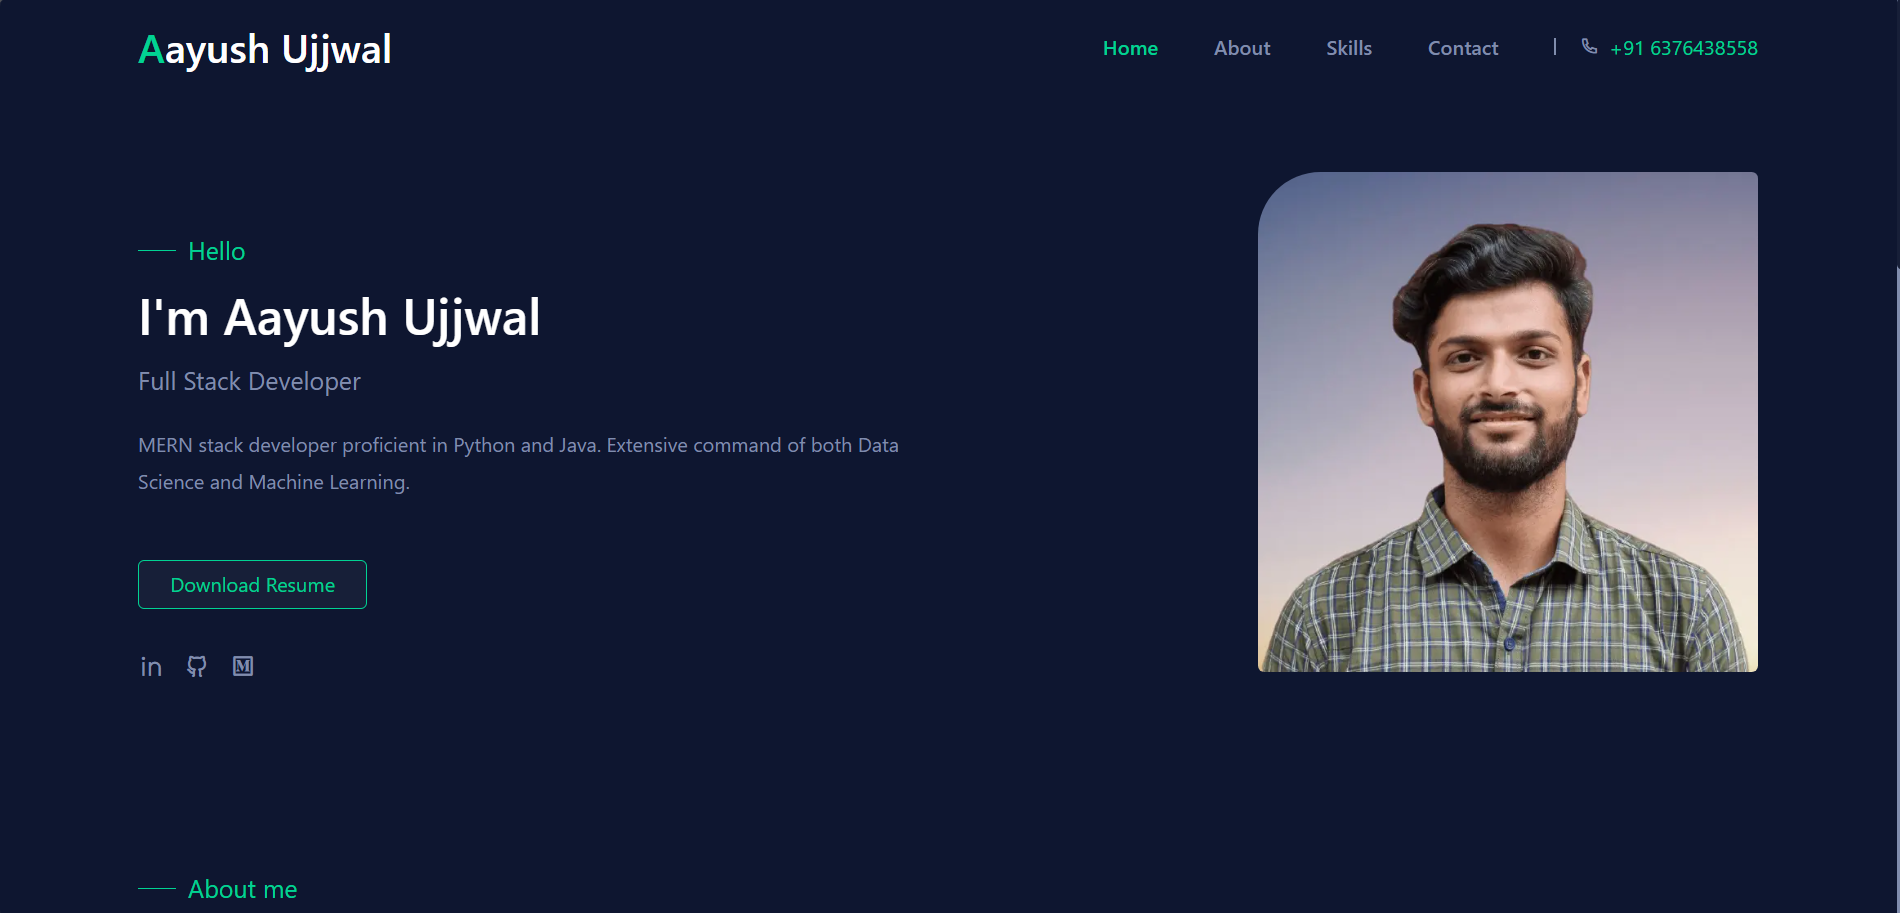 Aayush Ujjwal
Home About Skills Contact | +91 6376438558
Hello
I'm Aayush Ujjwal
Full Stack Developer
MERN stack developer proficient in Python and Java. Extensive command of both Data
Science and Machine Learning.
Download Resume
in M
About me